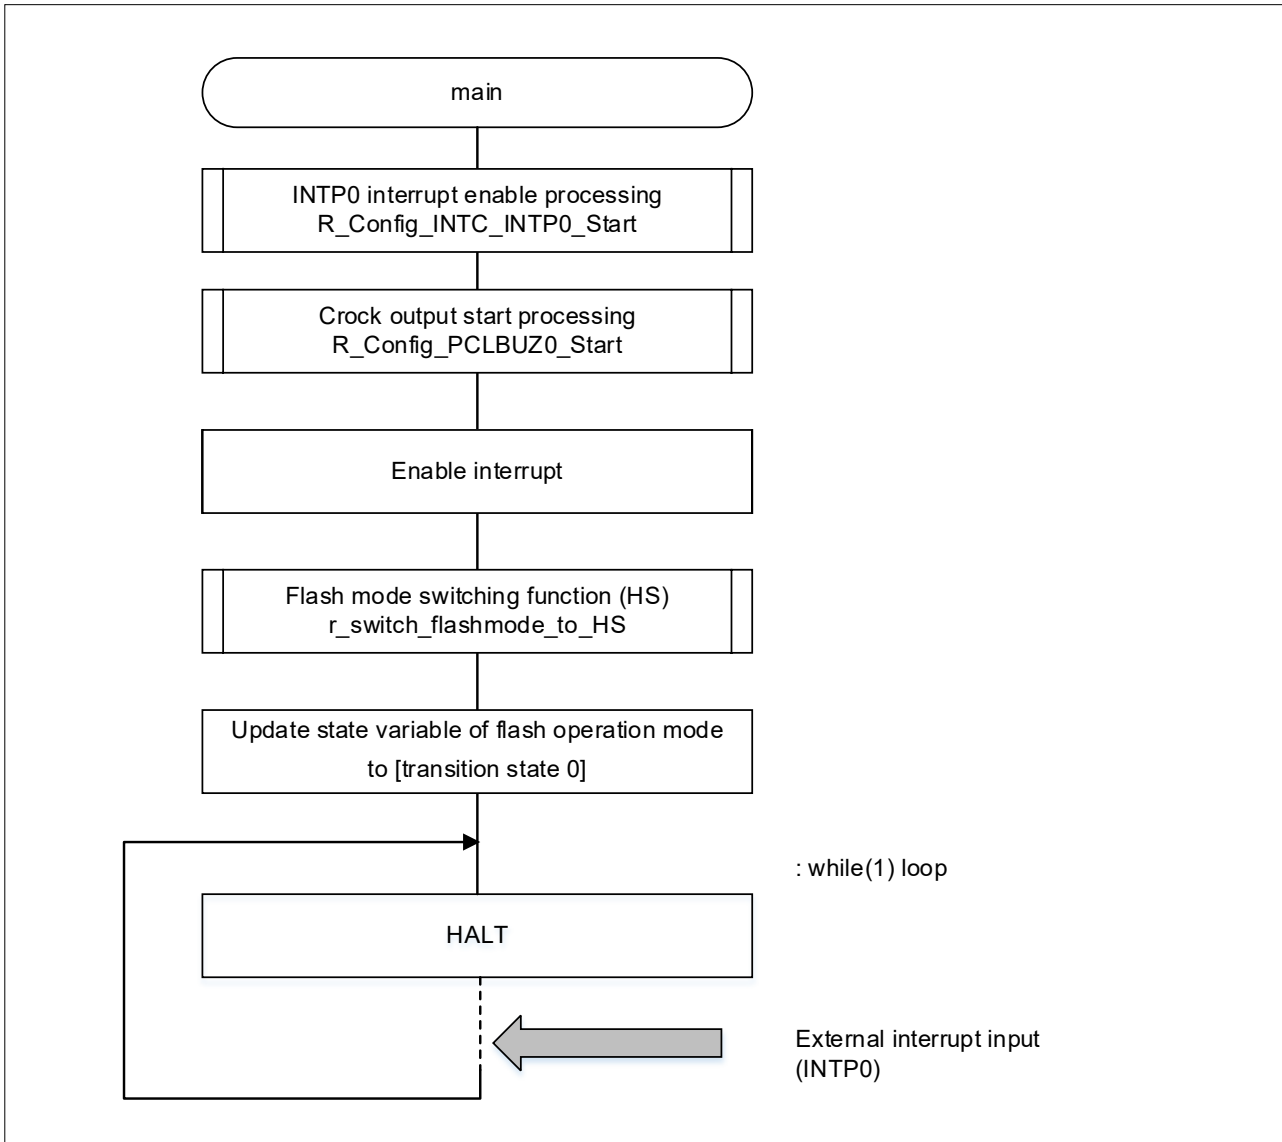 main
INTP0 interrupt enable processing
R_Config_INTC_INTP0_Start
Crock output start processing
R_Config_PCLBUZ0_Start
Enable interrupt
Flash mode switching function (HS)
r_switch_flashmode_to_HS
Update state variable of flash operation mode
to [transition state 0]
: while(1) loop
HALT
External interrupt input
(INTP0)